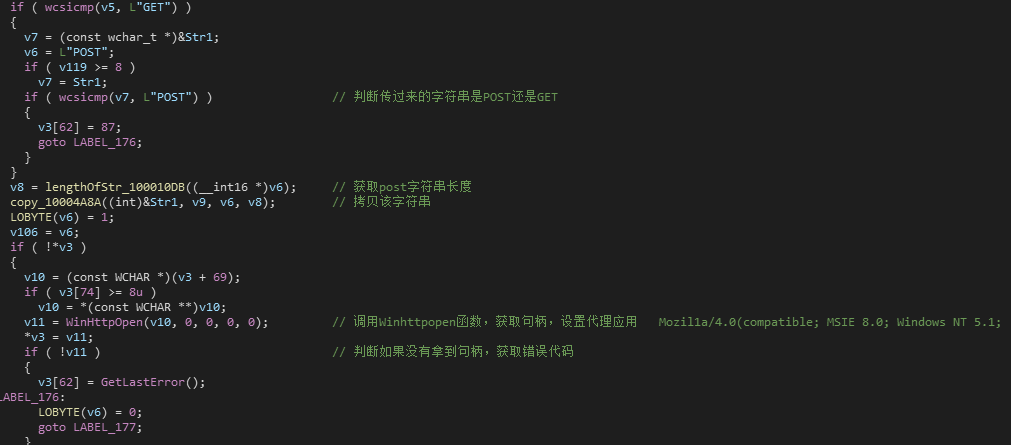 if ( wcsicmp(v5, L"GET") )
{
v7 = (const wchar_t *)&Str1;
v6 = L"POST";
if ( v119 >= 8 )
v7 = Str1;
if ( wcsicmp(v7, L"POST") ) // 判断传过来的字符串是POST还是GET
{
v3[62] = 87;
goto LABEL_176;
}
}
v8 = lengthOfStr_100010DB((__int16 *)v6); // 获取post字符串长度
copy_10004A8A((int)&Str1, v9, v6, v8); // 拷贝该字符串
LOBYTE(v6) = 1;
v106 = v6;
if ( !*v3 )
{
v10 = (const WCHAR *)(v3 + 69);
if ( v3[74] >= 8u )
v10 = *(const WCHAR **)v10;
v11 = WinHttpOpen(v10, 0, 0, 0, 0); // 调用Winhttpopen函数，获取句柄，设置代理应用 Mozil1a/4.0(compatible; MSIE 8.0; Windows NT 5.1;
*v3 = v11;
if ( !v11 ) // 判断如果没有拿到句柄，获取错误代码
{
v3[62] = GetLastError();
LABEL_176:
LOBYTE(v6) = 0;
goto LABEL_177;
}